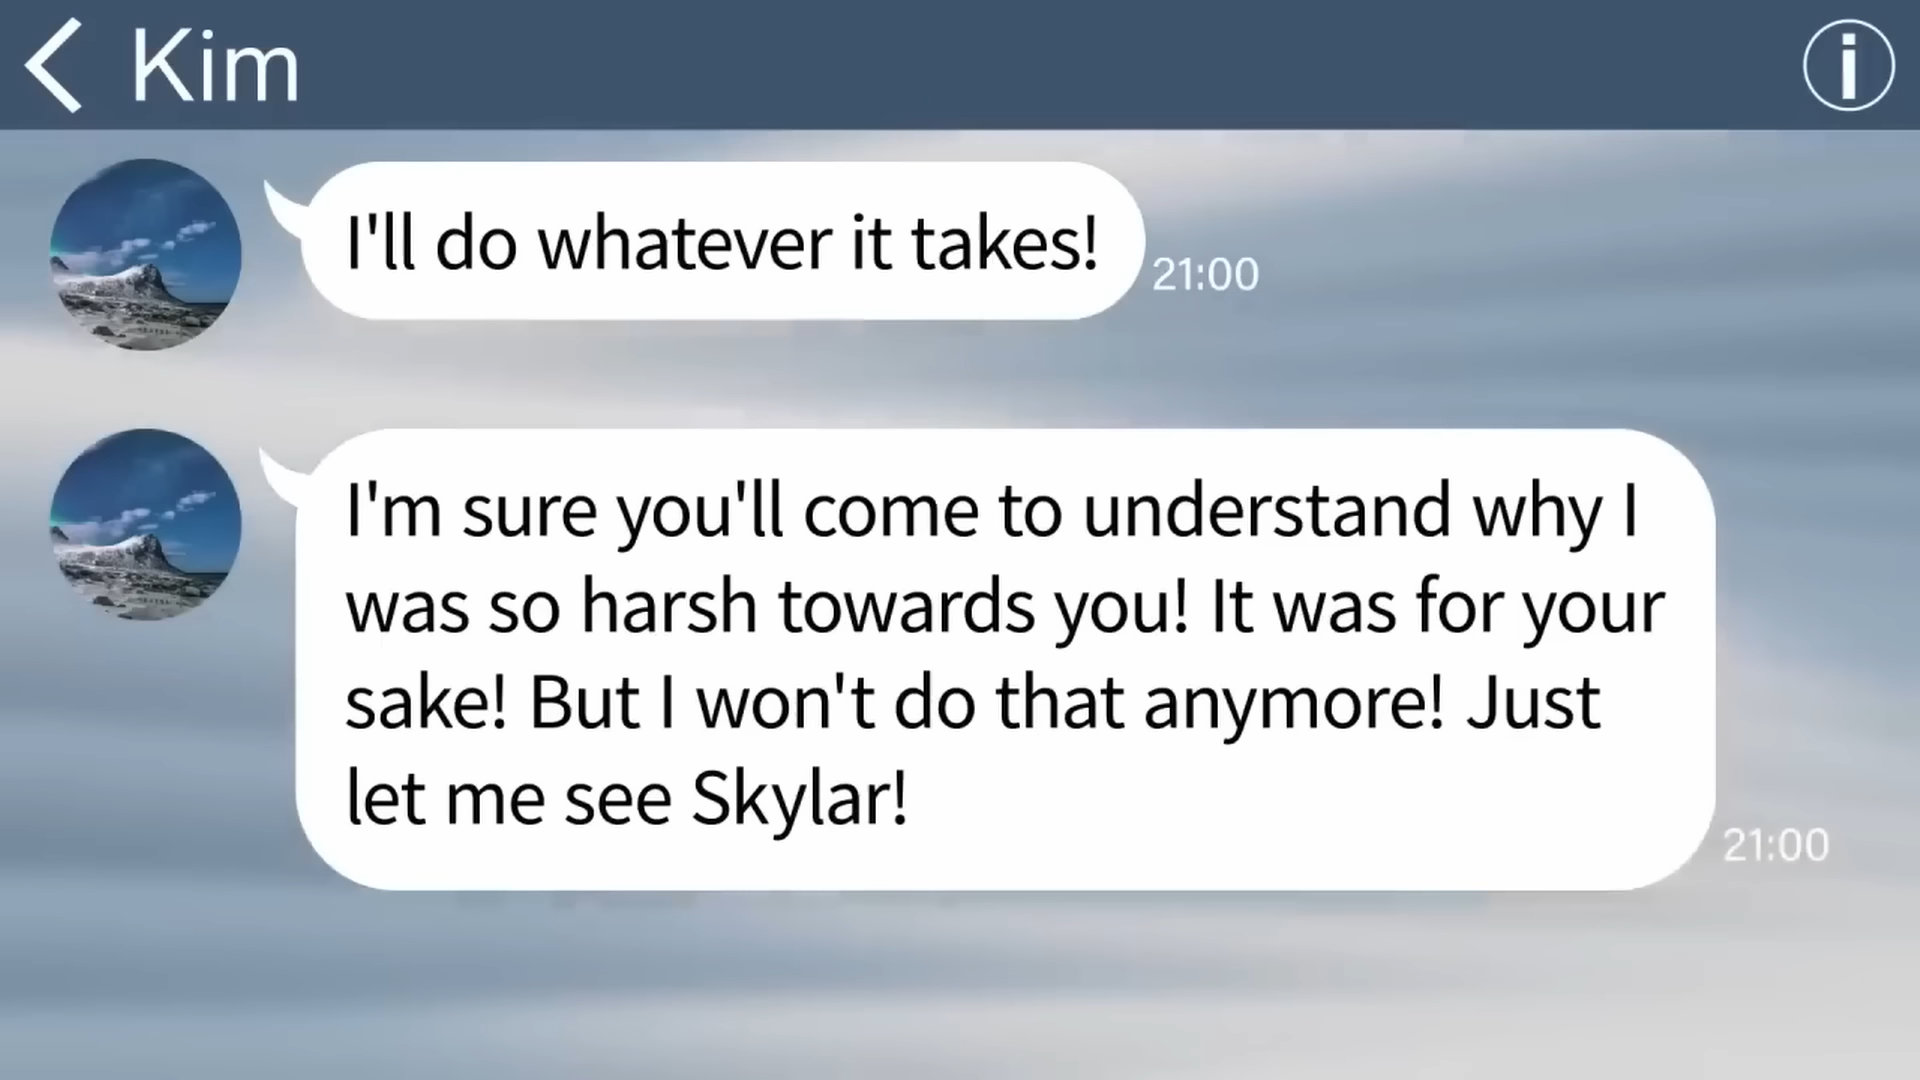 Kim
I'll do whatever it takes!
21:00
I'm sure you'll come to understand why I
was so harsh towards you! It was for your
sake! But I won't do that anymore! Just
let me see Skylar!
21:00